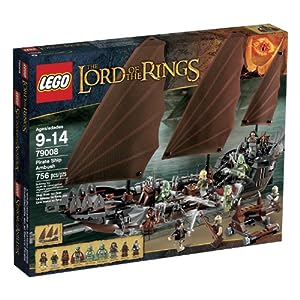 LEGO
THE LORD OF THE RINGS
Ages/edades
9-14
79008
Pirate Ship
Ambush
756 pcs/pzs